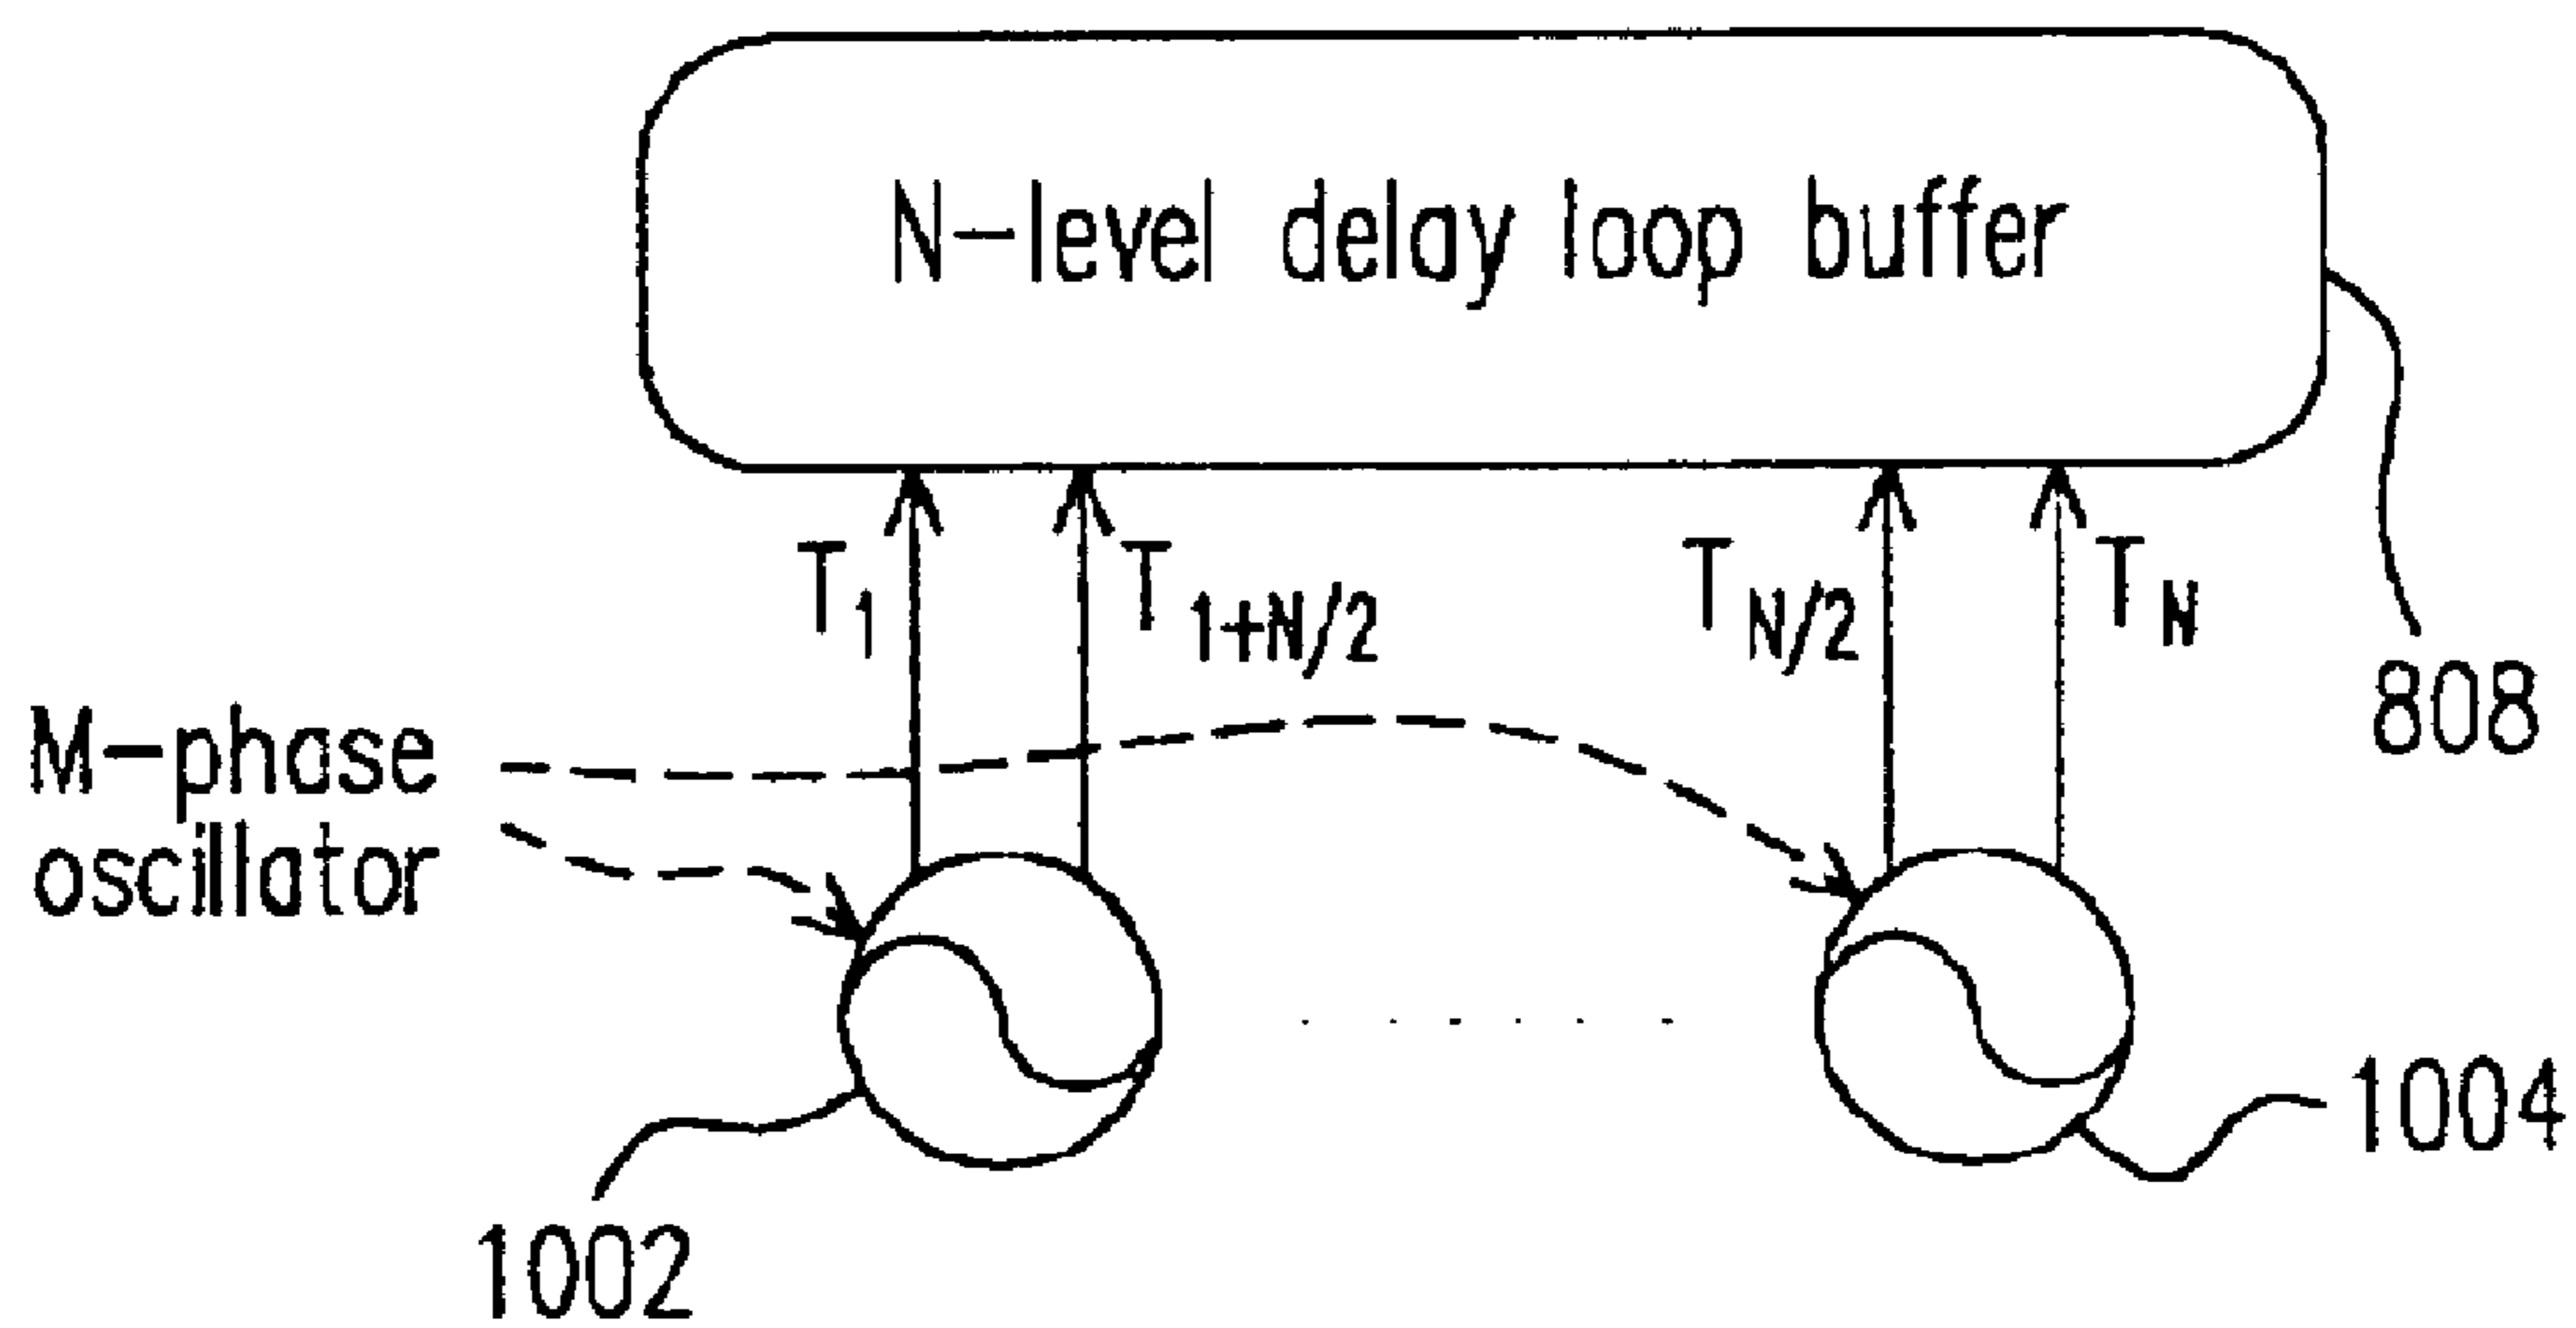 N-level delay loop buffer
T1 T1+N/2 TN/2 TN
808
M-phase
oscillator
1004
1002